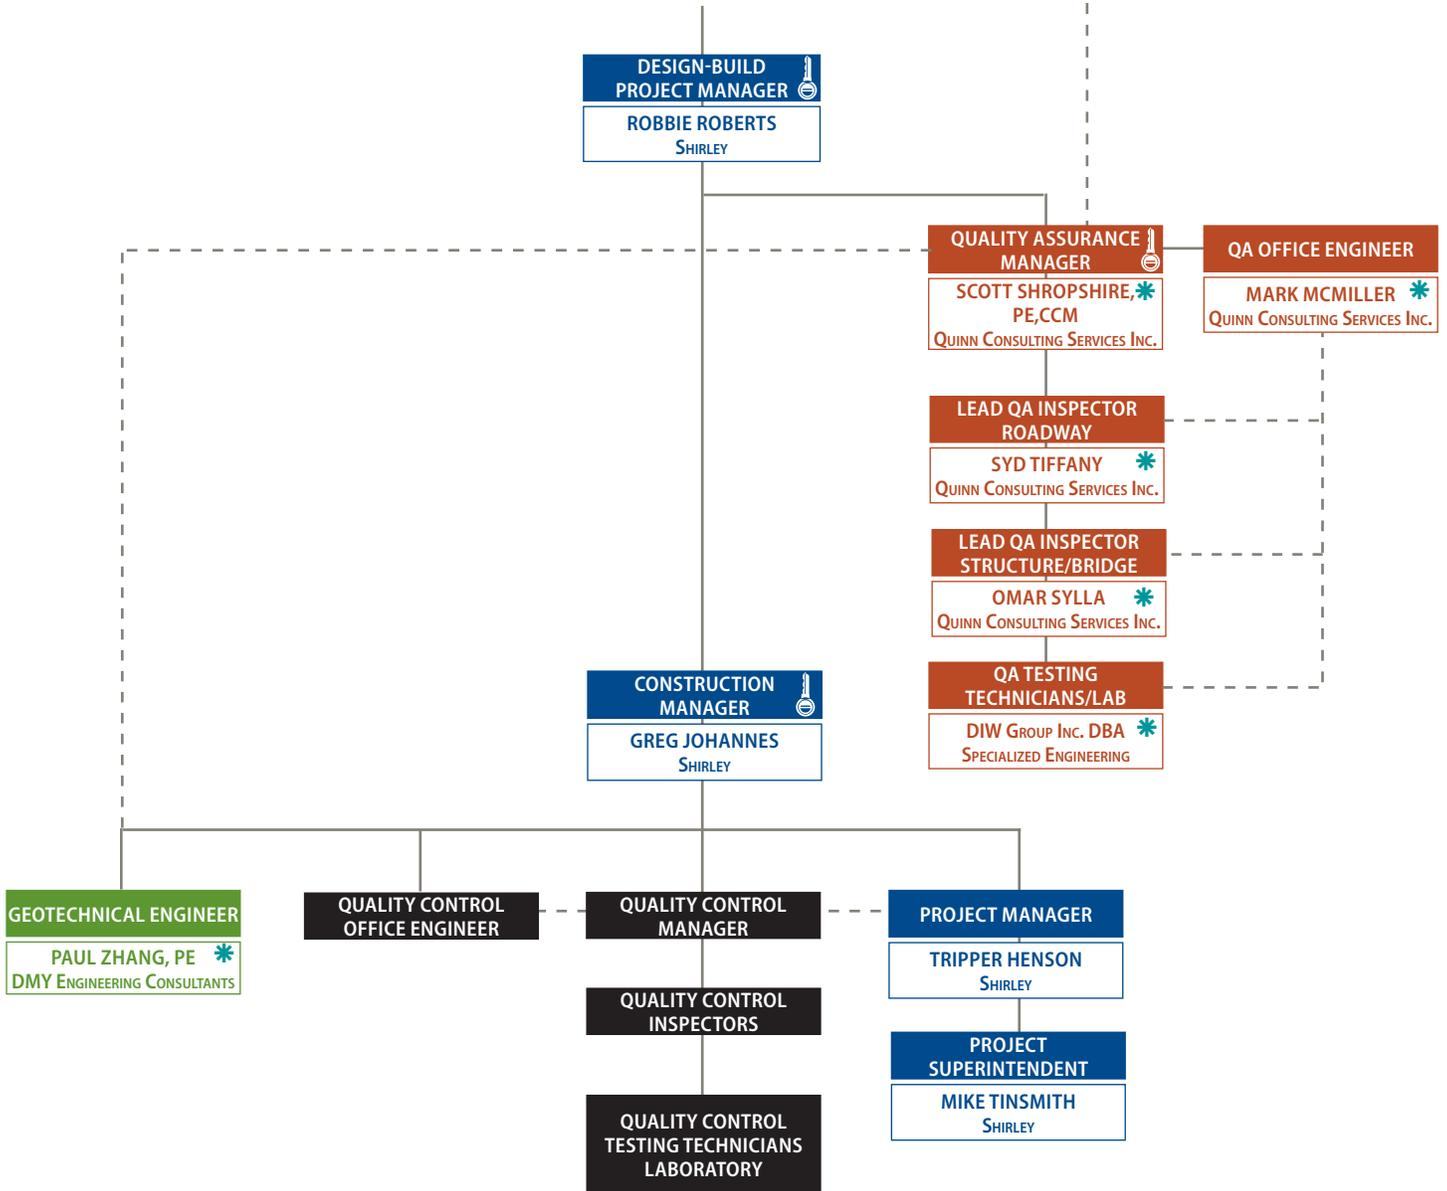 DESIGN-BUILD
PROJECT MANAGER
ROBBIE ROBERTS
SHIRLEY
QUALITY ASSURANCE
MANAGER
SCOTT SHROPSHIRE,
PE,CCM
QUINN CONSULTING SERVICES INC.
QA OFFICE ENGINEER
MARK MCMILLER
QUINN CONSULTING SERVICES INC.
LEAD QA INSPECTOR
ROADWAY
SYD TIFFANY
QUINN CONSULTING SERVICES INC.
LEAD QA INSPECTOR
STRUCTURE/BRIDGE
OMAR SYLLA
QUINN CONSULTING SERVICES INC.
QA TESTING
TECHNICIANS/LAB
DIW GROUP INC. DBA
SPECIALIZED ENGINEERING
CONSTRUCTION
MANAGER
GREG JOHANNES
SHIRLEY
GEOTECHNICAL ENGINEER
PAUL ZHANG, PE
DMY ENGINEERING CONSULTANTS
QUALITY CONTROL
OFFICE ENGINEER
QUALITY CONTROL
MANAGER
QUALITY CONTROL
INSPECTORS
QUALITY CONTROL
TESTING TECHNICIANS
LABORATORY
PROJECT MANAGER
TRIPPER HENSON
SHIRLEY
PROJECT
SUPERINTENDENT
MIKE TINSMITH
SHIRLEY